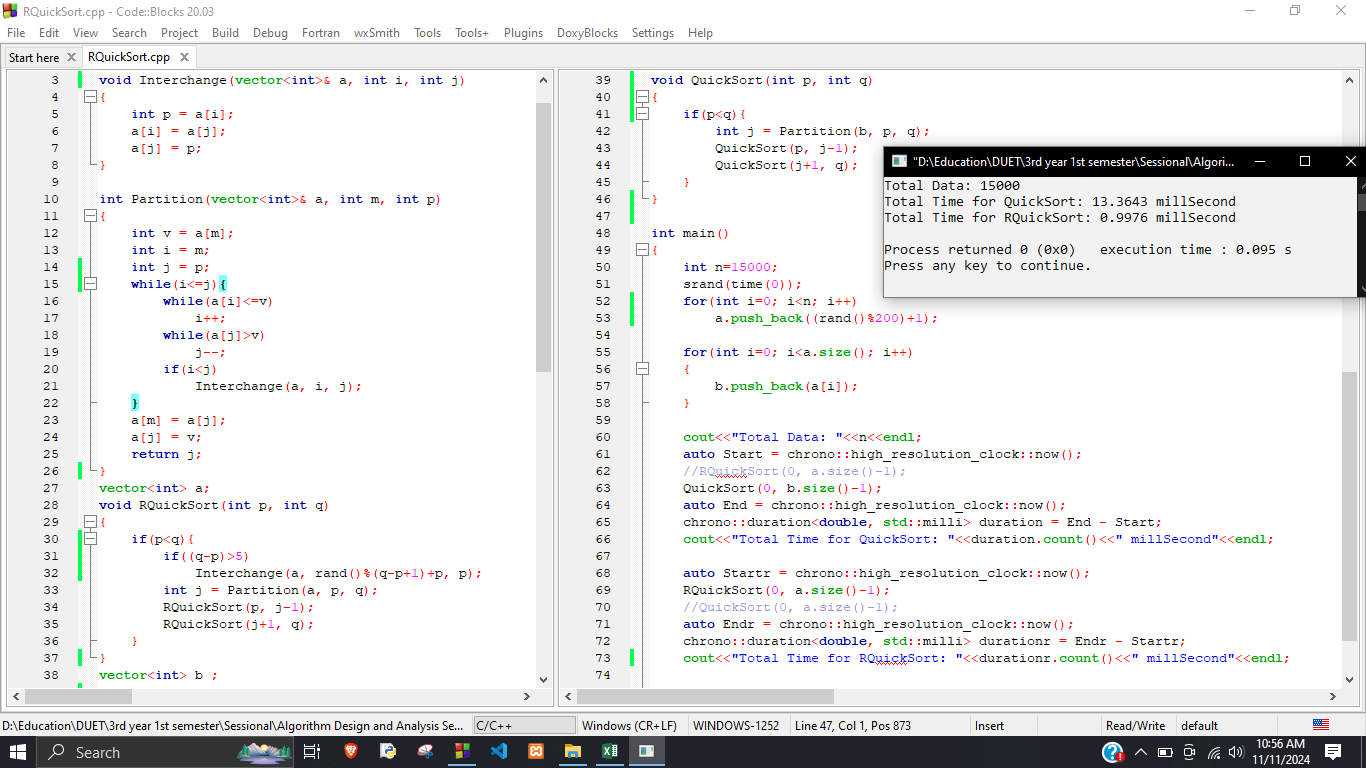 RQuickSort.cpp - Code::Blocks 20.03
File Edit View Search Project Build Debug Fortran wxSmith Tools Tools+ Plugins DoxyBlocks Settings Help
Start here RQuickSort.cpp
3 void Interchange(vector<int>& a, int i, int j)
4 {
5 int p = a[i];
6 a[i] = a[j];
7 a[j] = p;
8 }
9
10 int Partition(vector<int>& a, int m, int p)
11 {
12 int v = a[m];
13 int i = m;
14 int j = p;
15 while(i<=j){
16 while(a[i]<=v)
17 i++;
18 while(a[j]>v)
19 j--;
20 if(i<j)
21 Interchange(a, i, j);
22 }
23 a[m] = a[j];
24 a[j] = v;
25 return j;
26 }
27 vector<int> a;
28 void RQuickSort(int p, int q)
29 {
30 if(p<q){
31 if((q-p)>5)
32 Interchange(a, rand()%(q-p+1)+p, p);
33 int j = Partition(a, p, q);
34 RQuickSort(p, j-1);
35 RQuickSort(j+1, q);
36 }
37 }
38 vector<int> b ;
39 void QuickSort(int p, int q)
40 {
41 if(p<q){
42 int j = Partition(b, p, q);
43 QuickSort(p, j-1);
44 QuickSort(j+1, q);
45 }
46 }
47
48 int main()
49 {
50 int n=15000;
51 srand(time(0));
52 for(int i=0; i<n; i++)
53 a.push_back((rand()%200)+1);
54
55 for(int i=0; i<a.size(); i++)
56 {
57 b.push_back(a[i]);
58 }
59
60 cout<<"Total Data: "<<n<<endl;
61 auto Start = chrono::high_resolution_clock::now();
62 //RQuickSort(0, a.size()-1);
63 QuickSort(0, b.size()-1);
64 auto End = chrono::high_resolution_clock::now();
65 chrono::duration<double, std::milli> duration = End - Start;
66 cout<<"Total Time for QuickSort: "<<duration.count()<<" millSecond"<<endl;
67
68 auto Startr = chrono::high_resolution_clock::now();
69 RQuickSort(0, a.size()-1);
70 //QuickSort(0, a.size()-1);
71 auto Endr = chrono::high_resolution_clock::now();
72 chrono::duration<double, std::milli> durationr = Endr - Startr;
73 cout<<"Total Time for RQuickSort: "<<durationr.count()<<" millSecond"<<endl;
74
"D:\Education\DUET\3rd year 1st semester\Sessional\Algori...
Total Data: 15000
Total Time for QuickSort: 13.3643 millSecond
Total Time for RQuickSort: 0.9976 millSecond
Process returned 0 (0x0) execution time : 0.095 s
Press any key to continue.
D:\Education\DUET\3rd year 1st semester\Sessional\Algorithm Design and Analysis Se... C/C++ Windows (CR+LF) WINDOWS-1252 Line 47, Col 1, Pos 873 Insert Read/Write default
Search
10:56 AM
11/11/2024